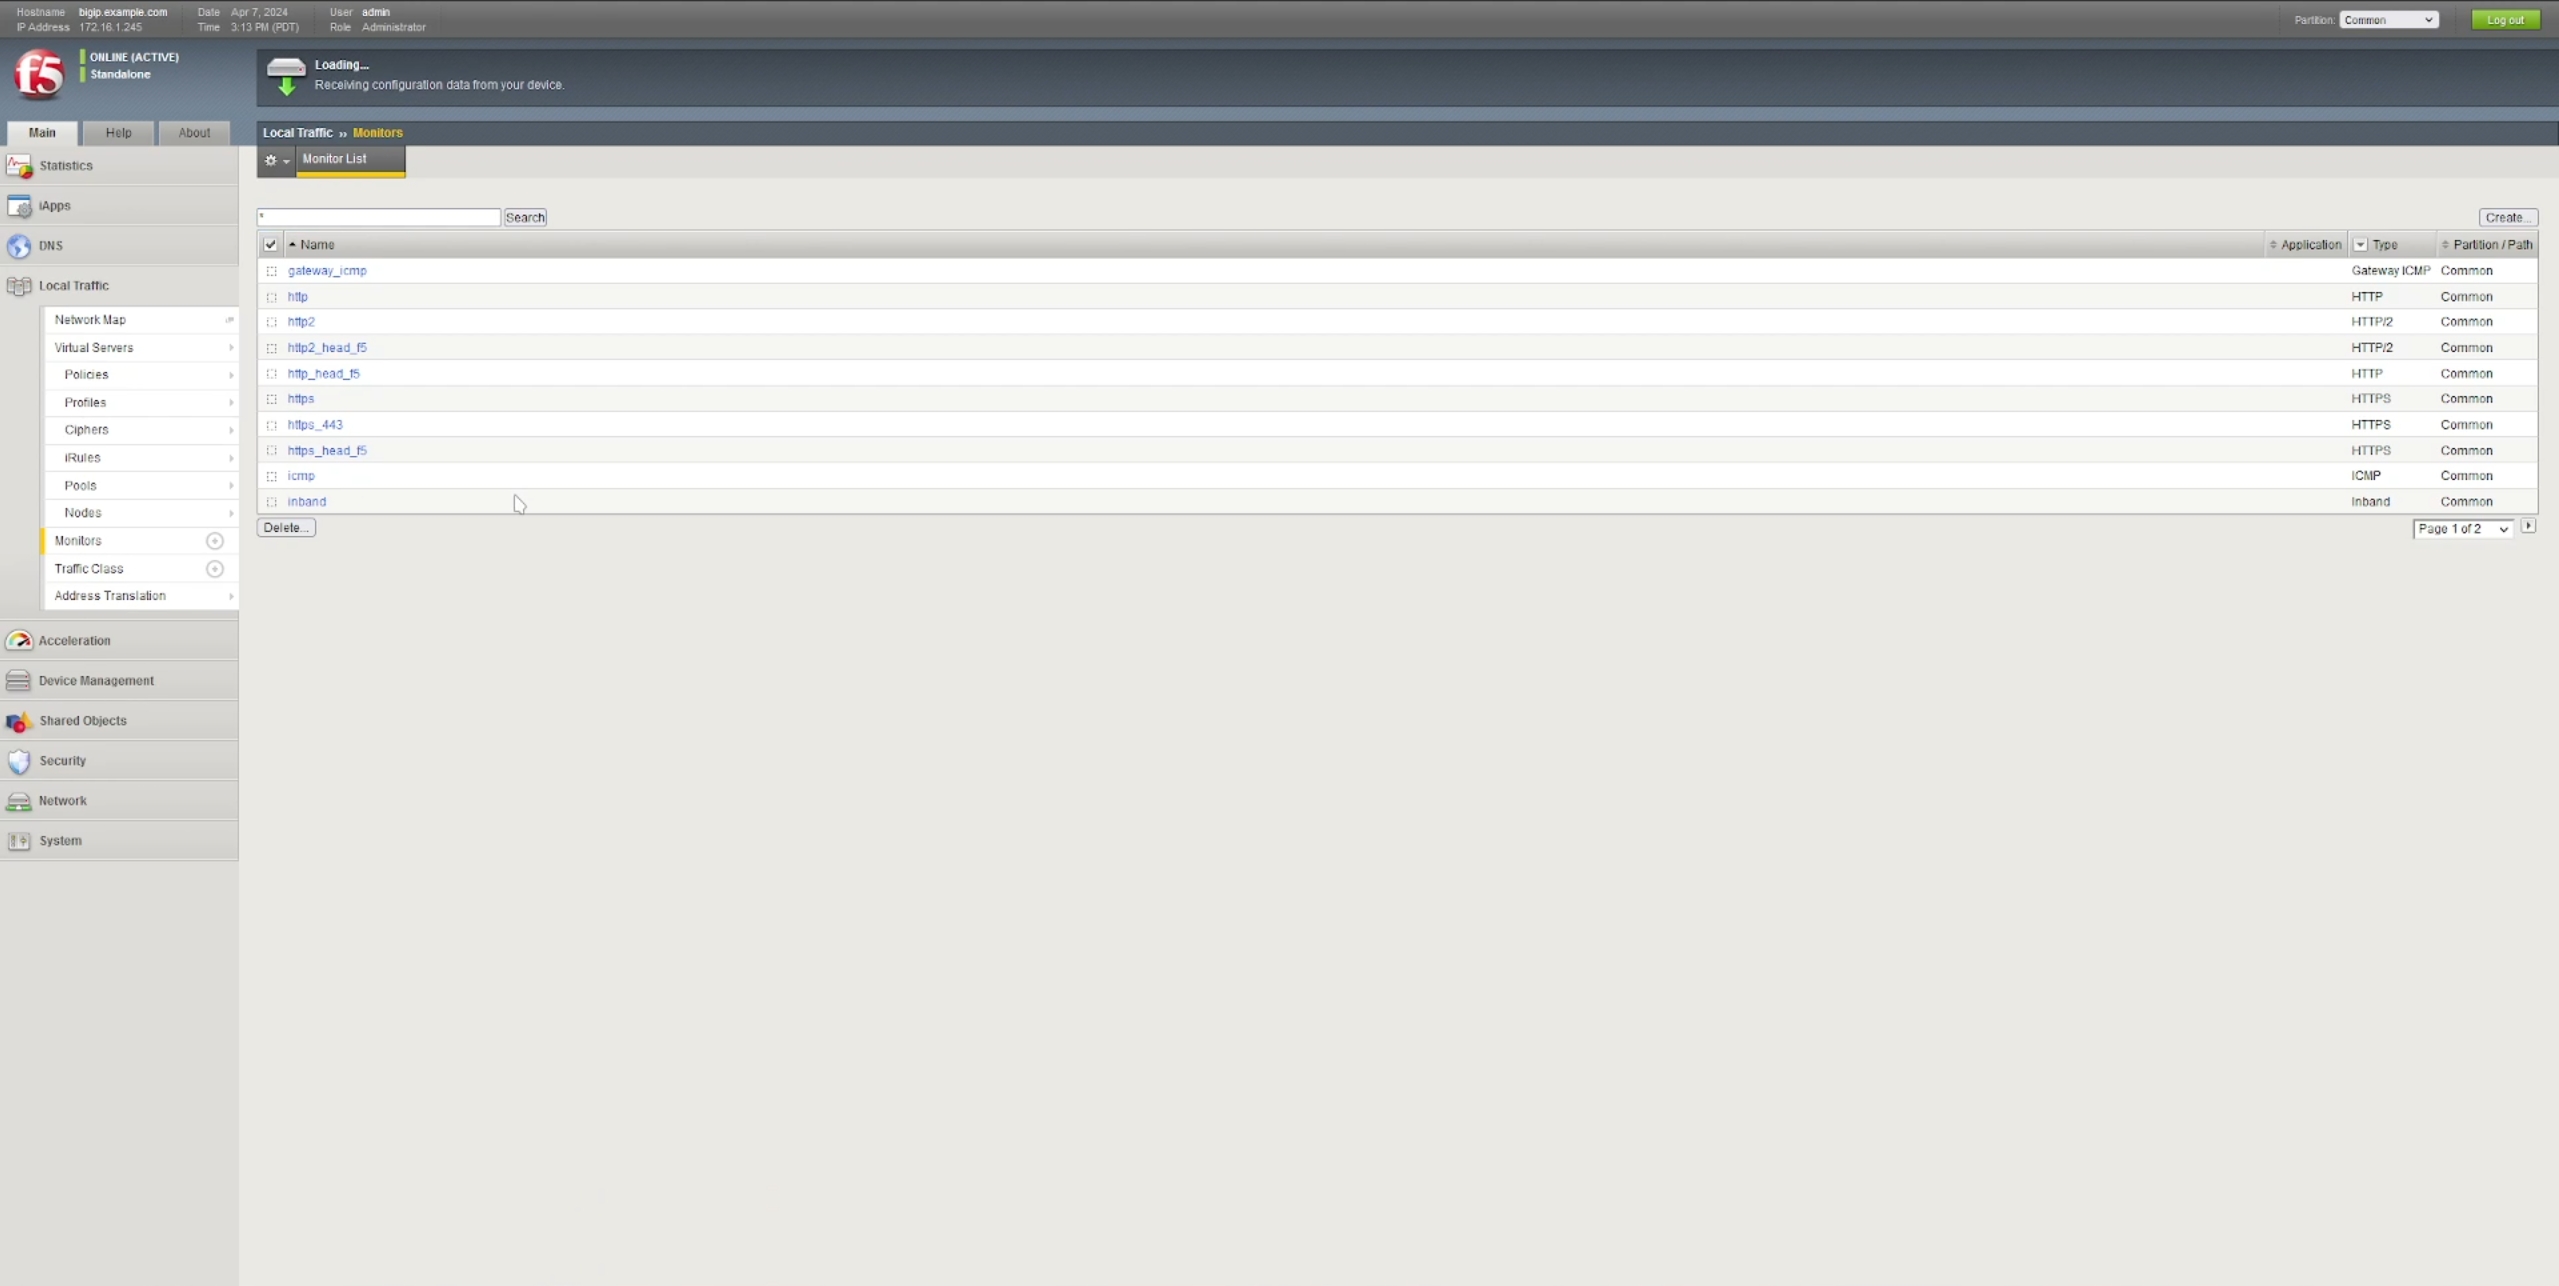 Hostname bigip.example.com Date Apr 7, 2024 User admin
IP Address 172.16.1.245 Time 3:13 PM (PDT) Role Administrator
Partition: Common Log out
f5
ONLINE (ACTIVE)
Standalone
Loading...
Receiving configuration data from your device.
Main Help About
Local Traffic ›› Monitors
Monitor List
Statistics
iApps
DNS
Local Traffic
Network Map
Virtual Servers
Policies
Profiles
Ciphers
iRules
Pools
Nodes
Monitors
Traffic Class
Address Translation
Acceleration
Device Management
Shared Objects
Security
Network
System
* Search Create...
Name Application Type Partition / Path
gateway_icmp Gateway ICMP Common
http HTTP Common
http2 HTTP/2 Common
http2_head_f5 HTTP/2 Common
http_head_f5 HTTP Common
https HTTPS Common
https_443 HTTPS Common
https_head_f5 HTTPS Common
icmp ICMP Common
inband Inband Common
Delete... Page 1 of 2